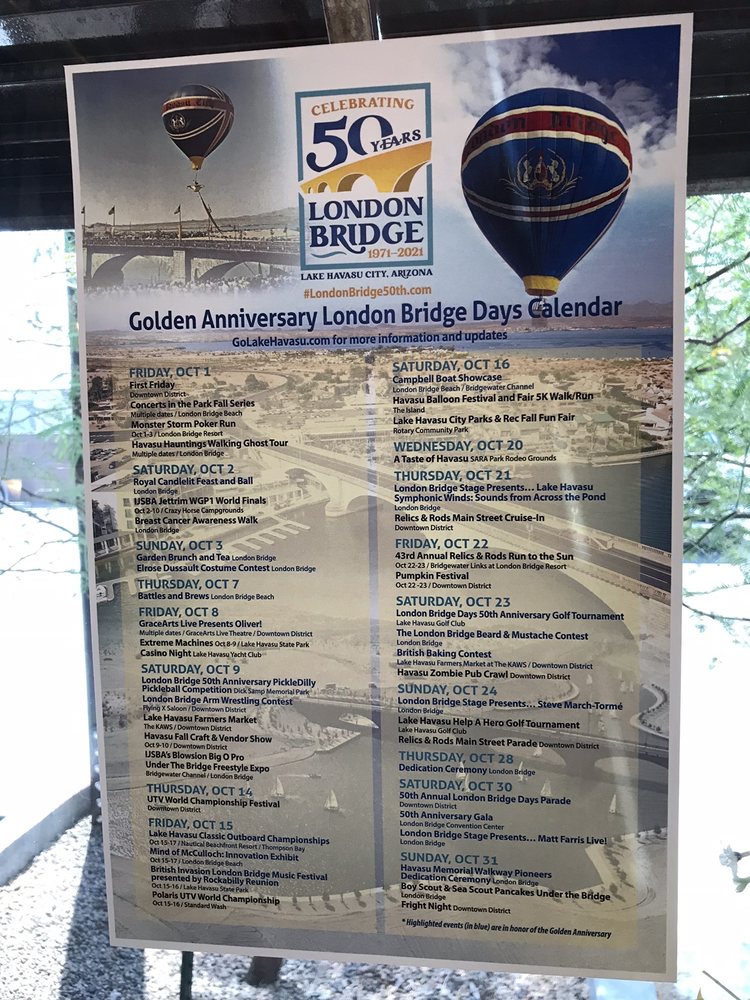 CELEBRATING
50
YEARS
LONDON
BRIDGE
1971–2021
LAKE HAVASU CITY, ARIZONA
#LondonBridge50th.com
Golden Anniversary London Bridge Days Calendar
GoLakeHavasu.com for more information and updates
FRIDAY, OCT 1
First Friday
Downtown District
Concerts in the Park Fall Series
Multiple dates / London Bridge Beach
Monster Storm Poker Run
Oct 1-3 / London Bridge Resort
Havasu Hauntings Walking Ghost Tour
Multiple dates / London Bridge
SATURDAY, OCT 2
Royal Candlelit Feast and Ball
London Bridge
IJSBA Jettrim WGP1 World Finals
Oct 2-10 / Crazy Horse Campgrounds
Breast Cancer Awareness Walk
London Bridge
SUNDAY, OCT 3
Garden Brunch and Tea London Bridge
Elrose Dussault Costume Contest London Bridge
THURSDAY, OCT 7
Battles and Brews London Bridge Beach
FRIDAY, OCT 8
GraceArts Live Presents Oliver!
Multiple dates / GraceArts Live Theatre / Downtown District
Extreme Machines Oct 8-9 / Lake Havasu State Park
Casino Night Lake Havasu Yacht Club
SATURDAY, OCT 9
London Bridge 50th Anniversary PickleDilly
Pickleball Competition Dick Samp Memorial Park
London Bridge Arm Wrestling Contest
Flying X Saloon / Downtown District
Lake Havasu Farmers Market
The KAWS / Downtown District
Havasu Fall Craft & Vendor Show
Oct 9-10 / Downtown District
IJSBA's Blowsion Big O Pro
Under The Bridge Freestyle Expo
Bridgewater Channel / London Bridge
THURSDAY, OCT 14
UTV World Championship Festival
Downtown District
FRIDAY, OCT 15
Lake Havasu Classic Outboard Championships
Oct 15-17 / Nautical Beachfront Resort / Thompson Bay
Mind of McCulloch: Innovation Exhibit
Oct 15-17 / London Bridge Beach
British Invasion London Bridge Music Festival
presented by Rockabilly Reunion
Oct 15-16 / Lake Havasu State Park
Polaris UTV World Championship
Oct 15-16 / Standard Wash
SATURDAY, OCT 16
Campbell Boat Showcase
London Bridge Beach / Bridgewater Channel
Havasu Balloon Festival and Fair 5K Walk/Run
The Island
Lake Havasu City Parks & Rec Fall Fun Fair
Rotary Community Park
WEDNESDAY, OCT 20
A Taste of Havasu SARA Park Rodeo Grounds
THURSDAY, OCT 21
London Bridge Stage Presents... Lake Havasu
Symphonic Winds: Sounds from Across the Pond
London Bridge
Relics & Rods Main Street Cruise-In
Downtown District
FRIDAY, OCT 22
43rd Annual Relics & Rods Run to the Sun
Oct 22-23 / Bridgewater Links at London Bridge Resort
Pumpkin Festival
Oct 22-23 / Downtown District
SATURDAY, OCT 23
London Bridge Days 50th Anniversary Golf Tournament
Lake Havasu Golf Club
The London Bridge Beard & Mustache Contest
London Bridge
British Baking Contest
Lake Havasu Farmers Market at The KAWS / Downtown District
Havasu Zombie Pub Crawl Downtown District
SUNDAY, OCT 24
London Bridge Stage Presents... Steve March-Tormé
London Bridge
Lake Havasu Help A Hero Golf Tournament
Lake Havasu Golf Club
Relics & Rods Main Street Parade Downtown District
THURSDAY, OCT 28
Dedication Ceremony London Bridge
SATURDAY, OCT 30
50th Annual London Bridge Days Parade
Downtown District
50th Anniversary Gala
London Bridge Convention Center
London Bridge Stage Presents... Matt Farris Live!
London Bridge
SUNDAY, OCT 31
Havasu Memorial Walkway Pioneers
Dedication Ceremony London Bridge
Boy Scout & Sea Scout Pancakes Under the Bridge
London Bridge
Fright Night Downtown District
* Highlighted events (in blue) are in honor of the Golden Anniversary